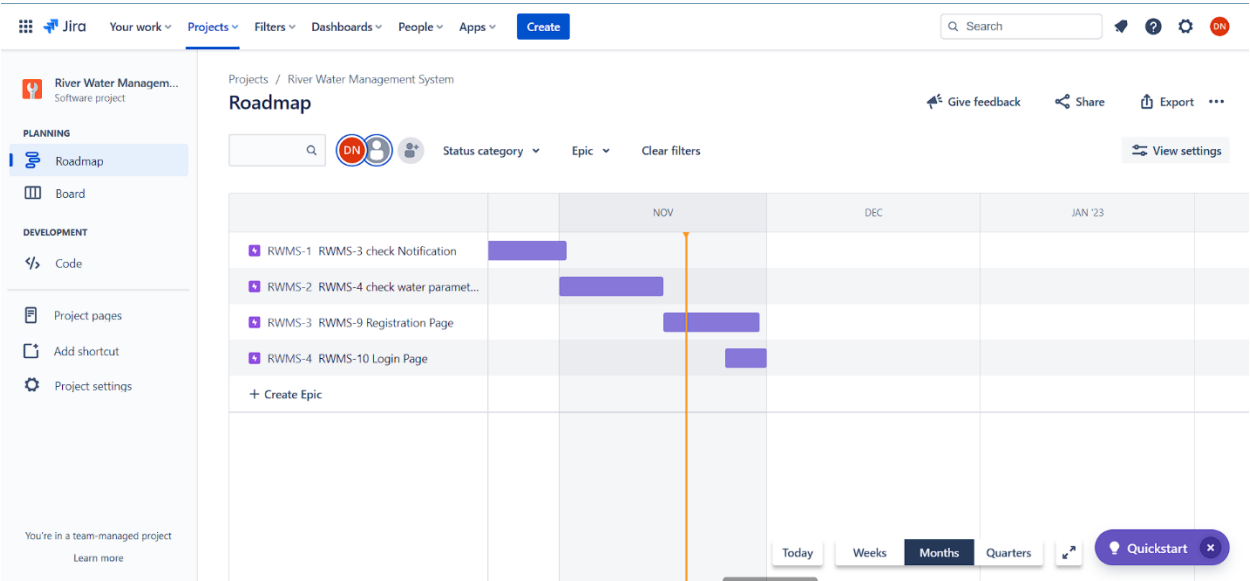 Jira Your work Projects Filters Dashboards People Apps Create Search DN
River Water Managem...
Software project
PLANNING
Roadmap
Board
DEVELOPMENT
Code
Project pages
Add shortcut
Project settings
You're in a team-managed project
Learn more
Projects / River Water Management System
Roadmap
Give feedback Share Export
DN Status category Epic Clear filters View settings
NOV DEC JAN '23
RWMS-1 RWMS-3 check Notification
RWMS-2 RWMS-4 check water paramet...
RWMS-3 RWMS-9 Registration Page
RWMS-4 RWMS-10 Login Page
+ Create Epic
Today Weeks Months Quarters Quickstart